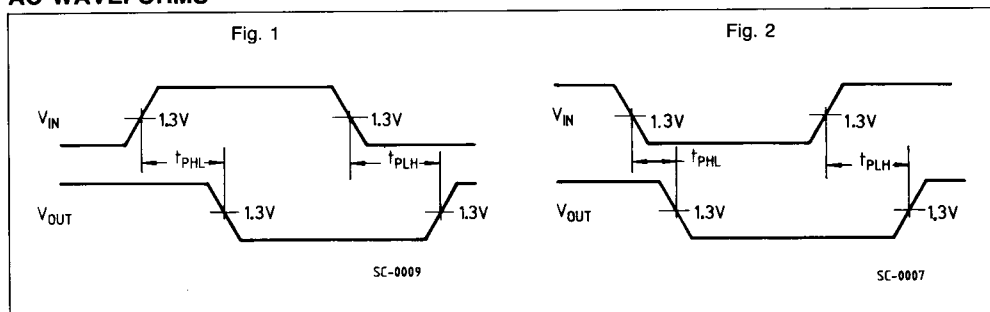 AC WAVEFORMS
Fig. 1
Fig. 2
V_IN
1.3V
1.3V
t_PHL
t_PLH
V_OUT
1.3V
1.3V
SC-0009
V_IN
1.3V
1.3V
t_PHL
t_PLH
V_OUT
1.3V
1.3V
SC-0007